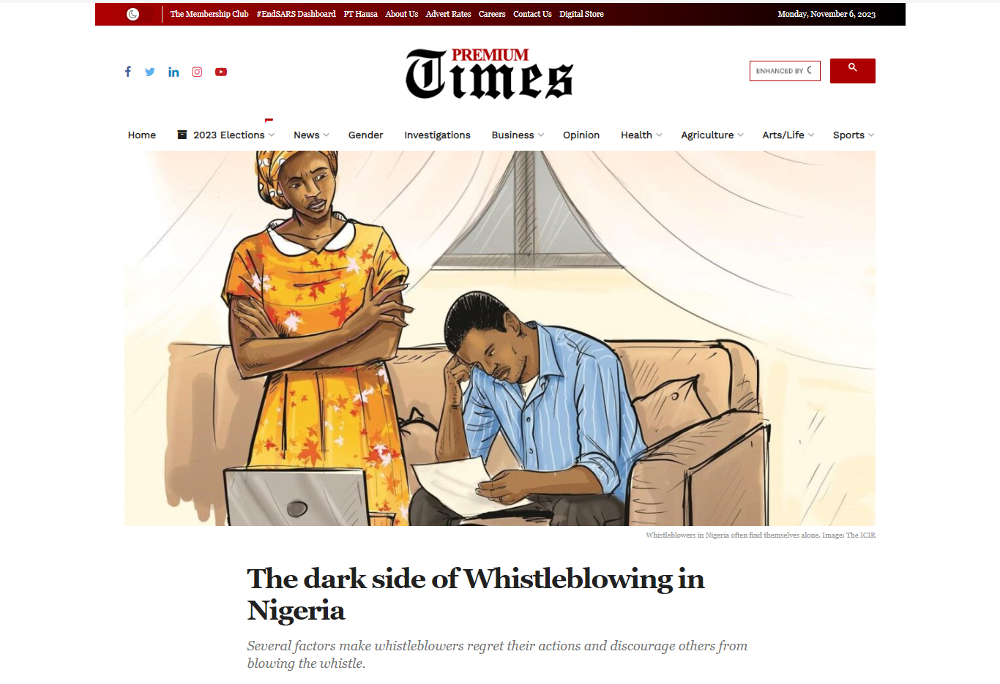 The Membership Club #EndSARS Dashboard PT Hausa About Us Advert Rates Careers Contact Us Digital Store Monday, November 6, 2023
PREMIUM
Times
ENHANCED BY
Home 2023 Elections News Gender Investigations Business Opinion Health Agriculture Arts/Life Sports
Whistleblowers in Nigeria often find themselves alone. Image: The ICIR
The dark side of Whistleblowing in
Nigeria
Several factors make whistleblowers regret their actions and discourage others from
blowing the whistle.